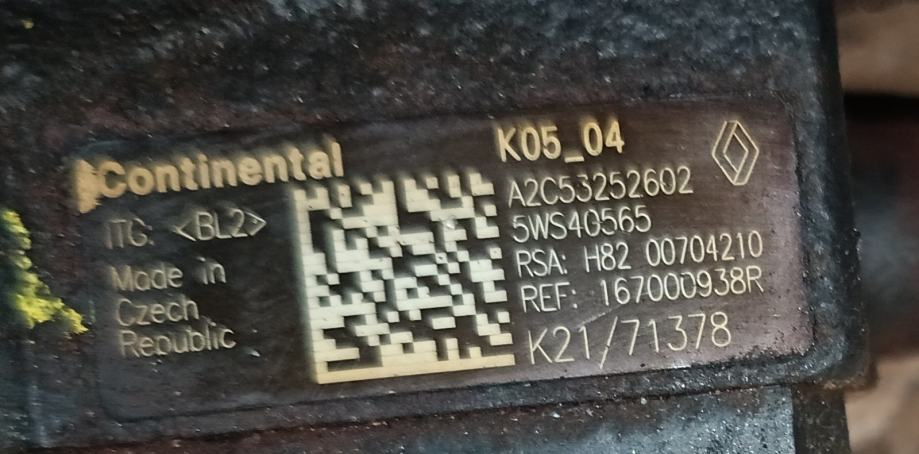 Continental
ITC: <BL2>
Made in
Czech
Republic
K05_04
A2C53252602
5WS40565
RSA: H82 00704210
REF: 167000938R
K21/71378